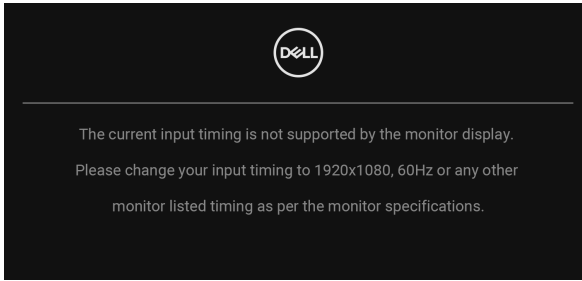 DELL
The current input timing is not supported by the monitor display.
Please change your input timing to 1920x1080, 60Hz or any other
monitor listed timing as per the monitor specifications.